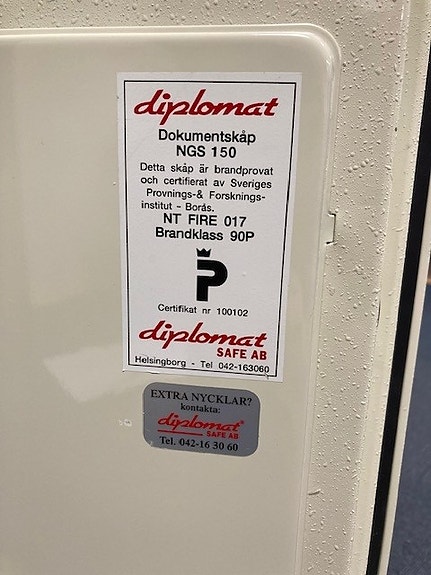 diplomat
Dokumentskåp
NGS 150
Detta skåp är brandprovat
och certifierat av Sveriges
Provnings-& Forsknings-
institut - Borås.
NT FIRE 017
Brandklass 90P
P
Certifikat nr 100102
diplomat
SAFE AB
Helsingborg - Tel 042-163060
EXTRA NYCKLAR?
kontakta:
diplomat®
SAFE AB
Tel. 042-16 30 60